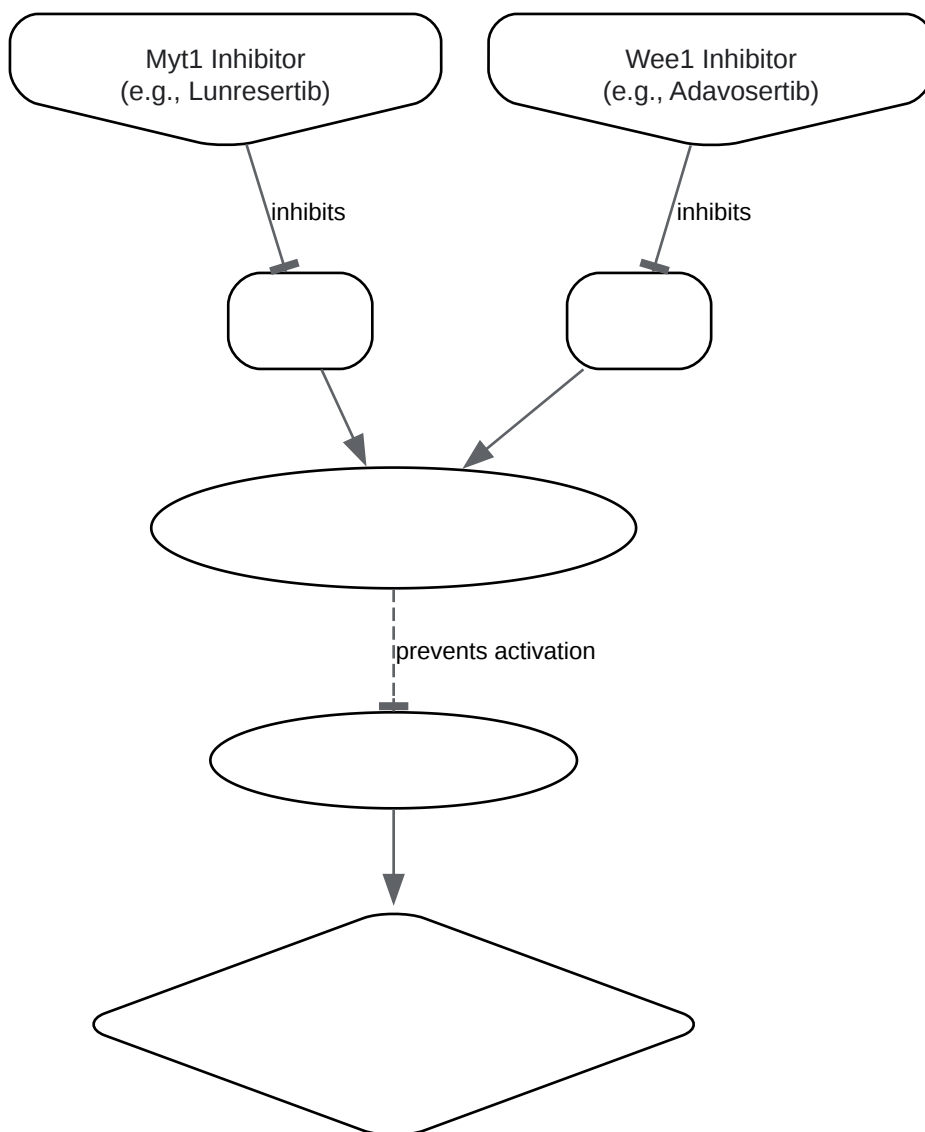 Myt1 Inhibitor
(e.g., Lunresertib)
Wee1 Inhibitor
(e.g., Adavosertib)
inhibits
inhibits
prevents activation